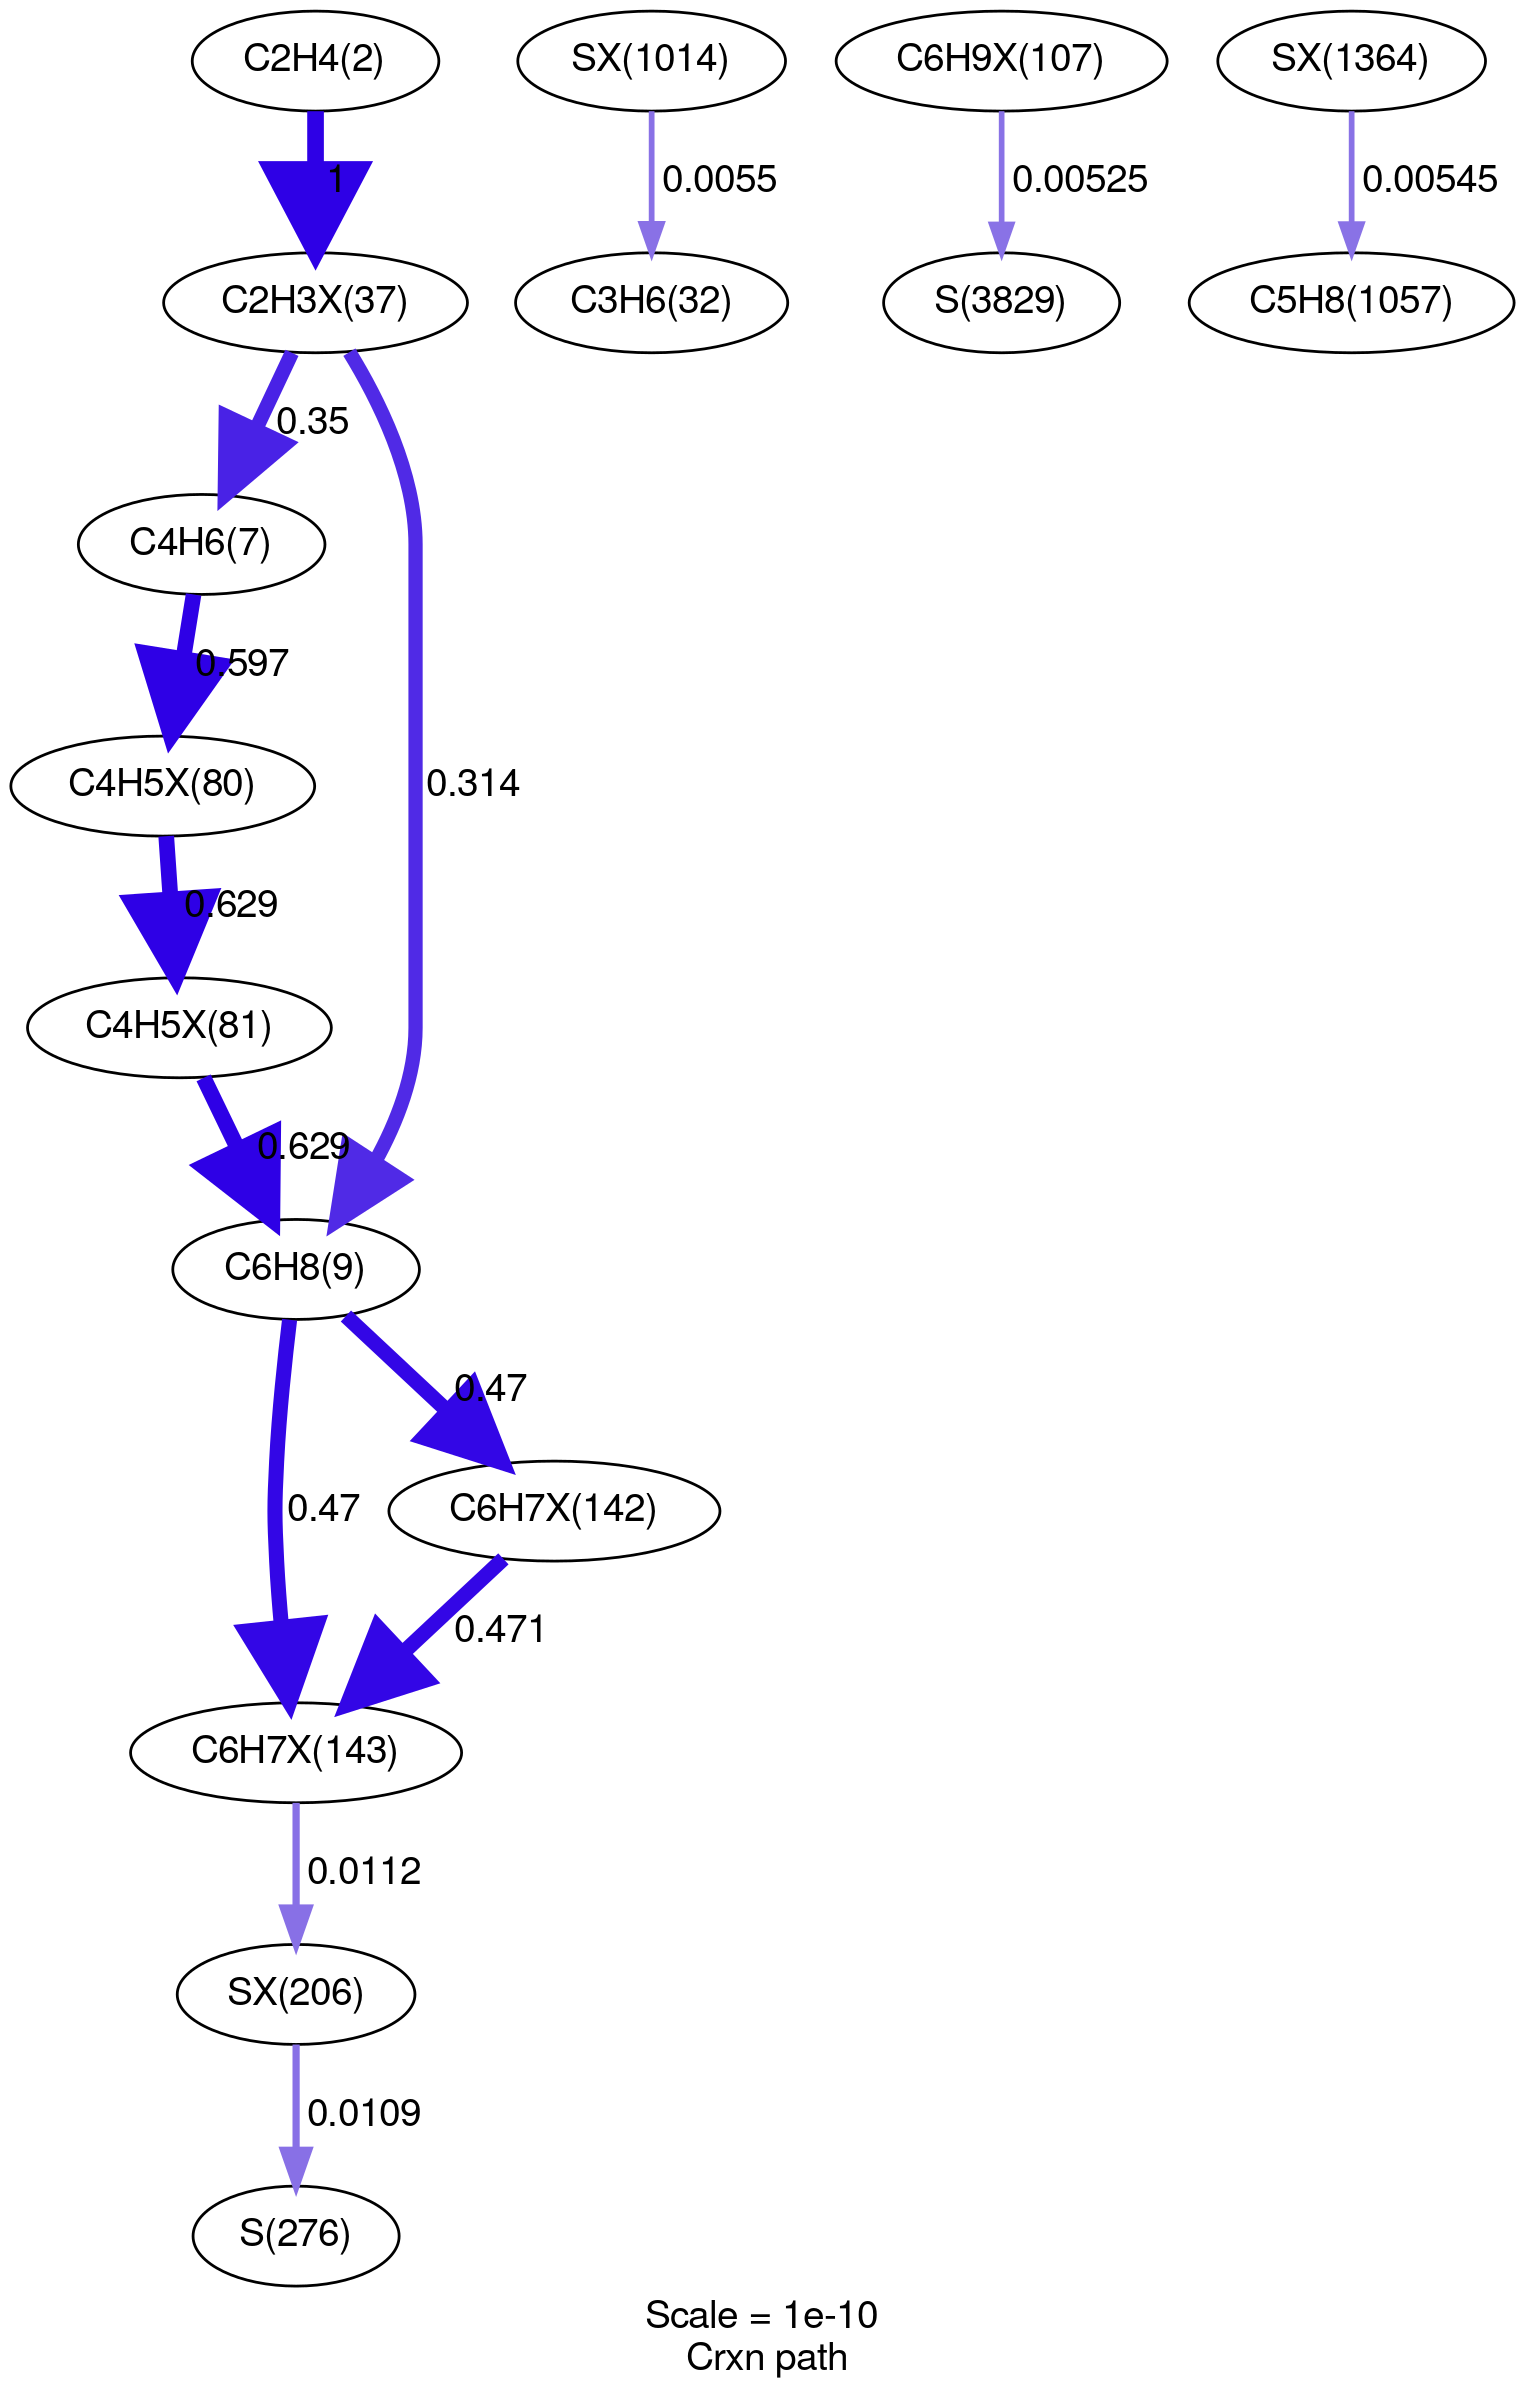 C2H4(2)
SX(1014)
C6H9X(107)
SX(1364)
1
0.0055
0.00525
0.00545
C2H3X(37)
C3H6(32)
S(3829)
C5H8(1057)
0.35
C4H6(7)
0.597
C4H5X(80)
0.314
0.629
C4H5X(81)
0.629
C6H8(9)
0.47
0.47
C6H7X(142)
0.471
C6H7X(143)
0.0112
SX(206)
0.0109
S(276)
Scale = 1e-10
Crxn path